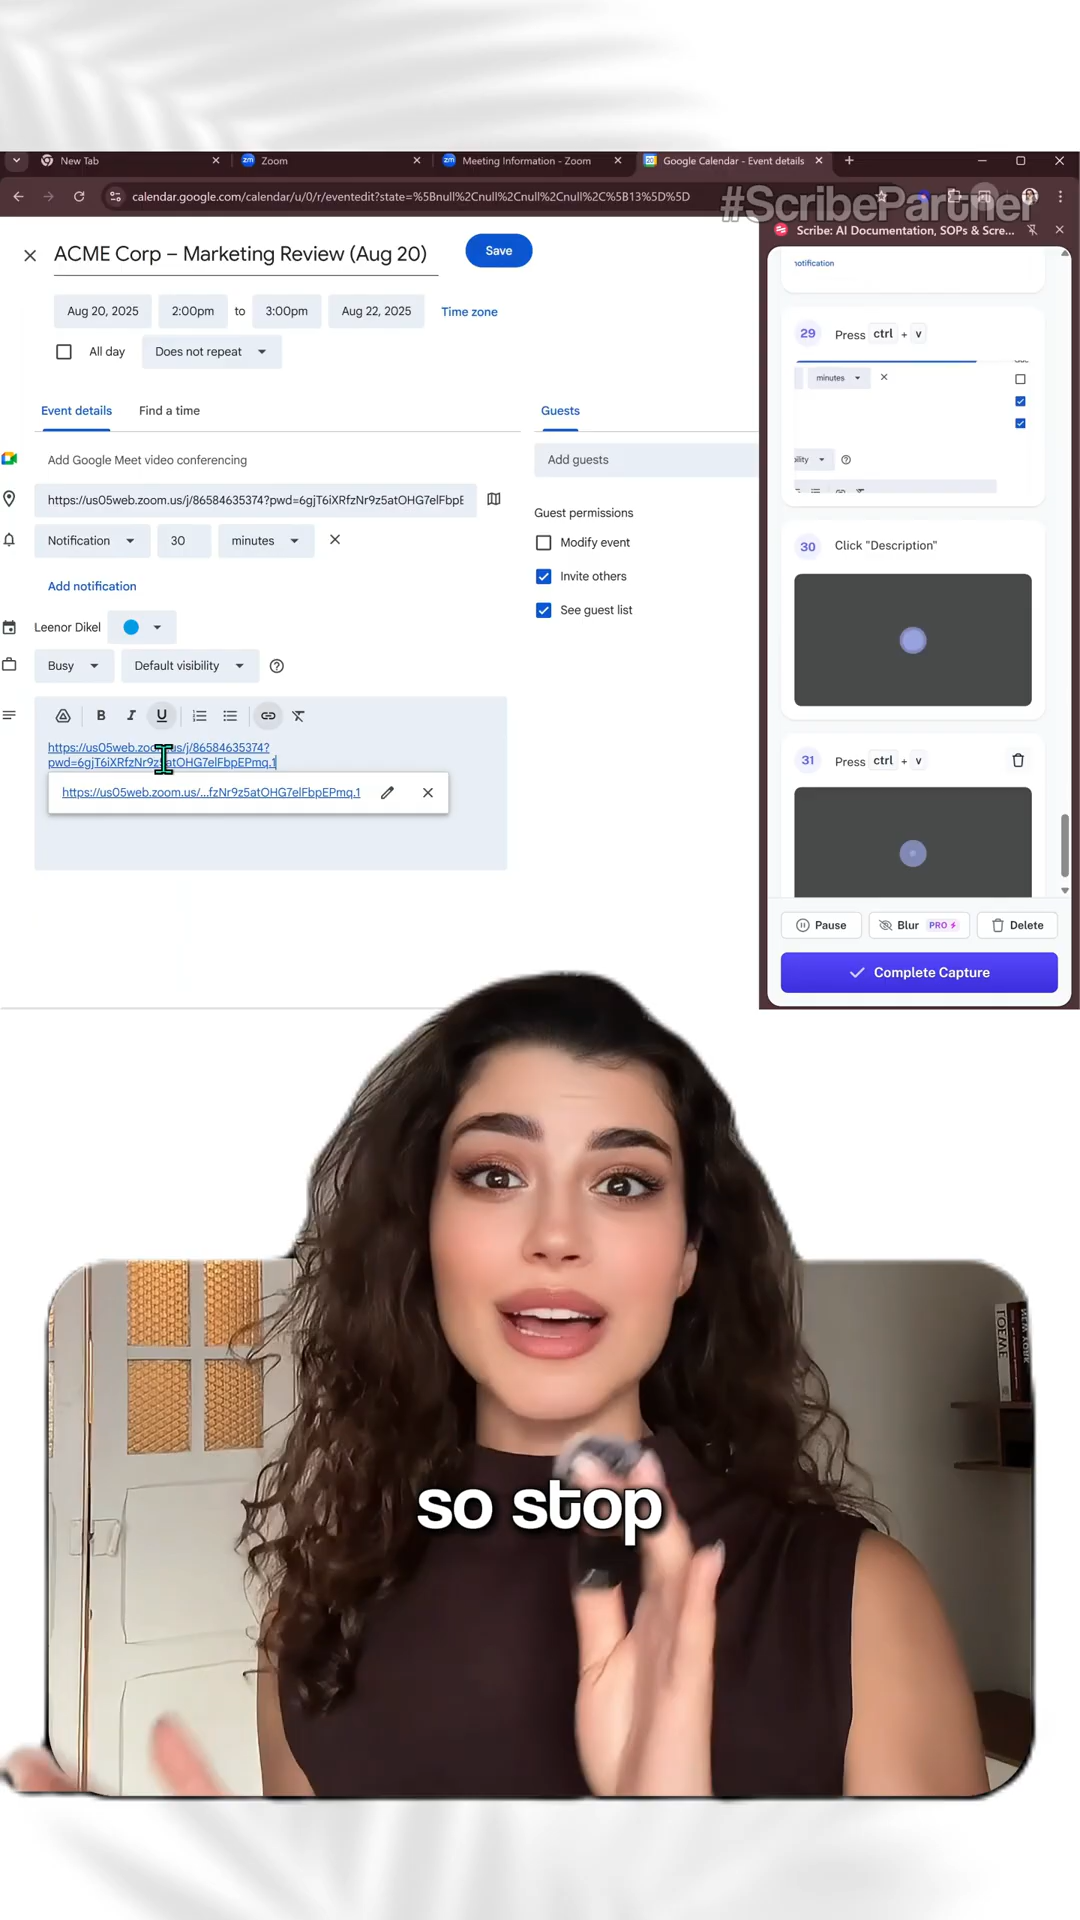 New Tab
Zoom
Meeting Information - Zoom
Google Calendar - Event details
calendar.google.com/calendar/u/0/r/eventedit?state=%5Bnull%2Cnull%2Cnull%2Cnull%2C%5B13%5D%5D
#ScribePartner
Scribe: AI Documentation, SOPs & Scre...
ACME Corp – Marketing Review (Aug 20)
Save
Aug 20, 2025
2:00pm
to
3:00pm
Aug 22, 2025
Time zone
All day
Does not repeat
Event details
Find a time
Add Google Meet video conferencing
https://us05web.zoom.us/j/86584635374?pwd=6gjT6iXRfzNr9z5atOHG7elFbpE
Notification
30
minutes
Add notification
Leenor Dikel
Busy
Default visibility
B I U
https://us05web.zoom.us/j/86584635374?
pwd=6gjT6iXRfzNr9z5atOHG7elFbpEPmq.1
https://us05web.zoom.us/...fzNr9z5atOHG7elFbpEPmq.1
Guests
Add guests
Guest permissions
Modify event
Invite others
See guest list
notification
29 Press ctrl + v
minutes
30 Click "Description"
31 Press ctrl + v
Pause
Blur PRO
Delete
Complete Capture
so stop
LOEWE
NEW YORK